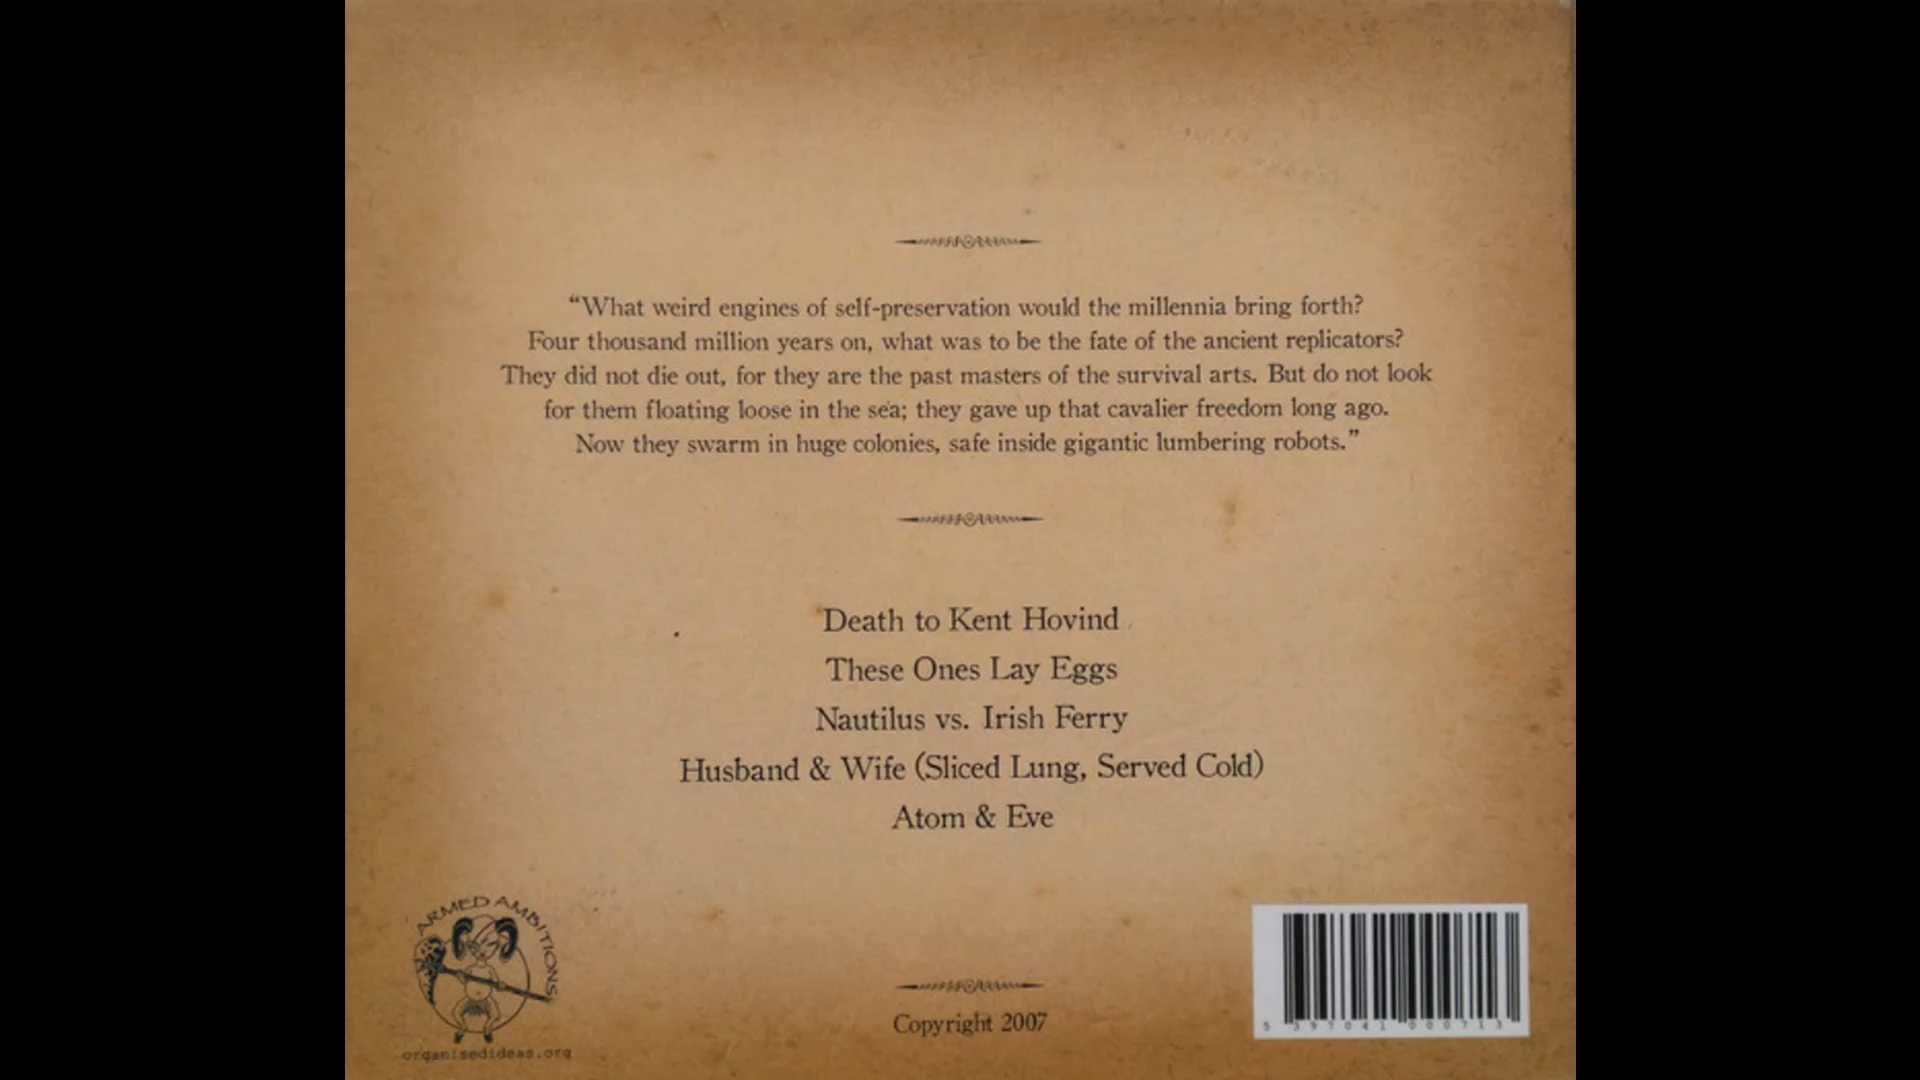 “What weird engines of self-preservation would the millennia bring forth?
Four thousand million years on, what was to be the fate of the ancient replicators?
They did not die out, for they are the past masters of the survival arts. But do not look
for them floating loose in the sea; they gave up that cavalier freedom long ago.
Now they swarm in huge colonies, safe inside gigantic lumbering robots.”
Death to Kent Hovind
These Ones Lay Eggs
Nautilus vs. Irish Ferry
Husband & Wife (Sliced Lung, Served Cold)
Atom & Eve
ARMED AMBITIONS
organisedideas.org
Copyright 2007
5 397041 000713